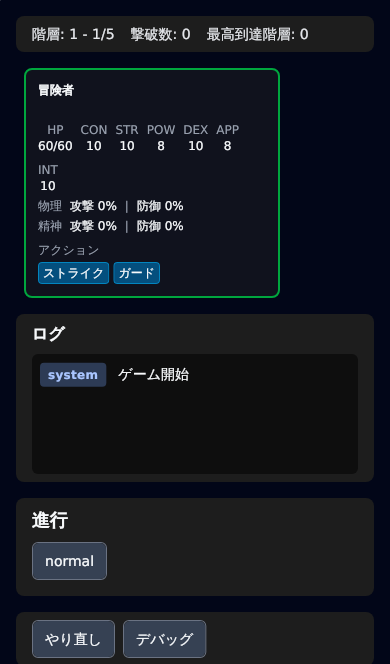 階層: 1 - 1/5 撃破数: 0 最高到達階層: 0
冒険者
HP CON STR POW DEX APP
60/60 10 10 8 10 8
INT
10
物理 攻撃 0% | 防御 0%
精神 攻撃 0% | 防御 0%
アクション
ストライク ガード
ログ
system ゲーム開始
進行
normal
やり直し デバッグ